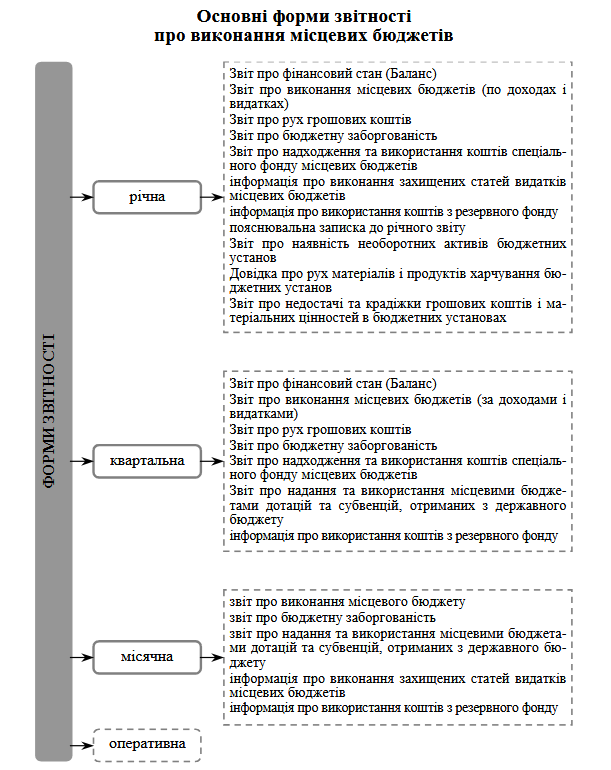 Основні форми звітності
про виконання місцевих бюджетів
ФОРМИ ЗВІТНОСТІ
річна
Звіт про фінансовий стан (Баланс)
Звіт про виконання місцевих бюджетів (по доходах і
видатках)
Звіт про рух грошових коштів
Звіт про бюджетну заборгованість
Звіт про надходження та використання коштів спеціаль-
ного фонду місцевих бюджетів
інформація про виконання захищених статей видатків
місцевих бюджетів
інформація про використання коштів з резервного фонду
пояснювальна записка до річного звіту
Звіт про наявність необоротних активів бюджетних
установ
Довідка про рух матеріалів і продуктів харчування бю-
джетних установ
Звіт про недостачі та крадіжки грошових коштів і ма-
теріальних цінностей в бюджетних установах
квартальна
Звіт про фінансовий стан (Баланс)
Звіт про виконання місцевих бюджетів (за доходами і
видатками)
Звіт про рух грошових коштів
Звіт про бюджетну заборгованість
Звіт про надходження та використання коштів спеціаль-
ного фонду місцевих бюджетів
Звіт про надання та використання місцевими бюдже-
тами дотацій та субвенцій, отриманих з державного
бюджету
інформація про використання коштів з резервного фонду
місячна
звіт про виконання місцевого бюджету
звіт про бюджетну заборгованість
звіт про надання та використання місцевими бюджета-
ми дотацій та субвенцій, отриманих з державного бю-
джету
інформація про виконання захищених статей видатків
місцевих бюджетів
інформація про використання коштів з резервного фонду
оперативна